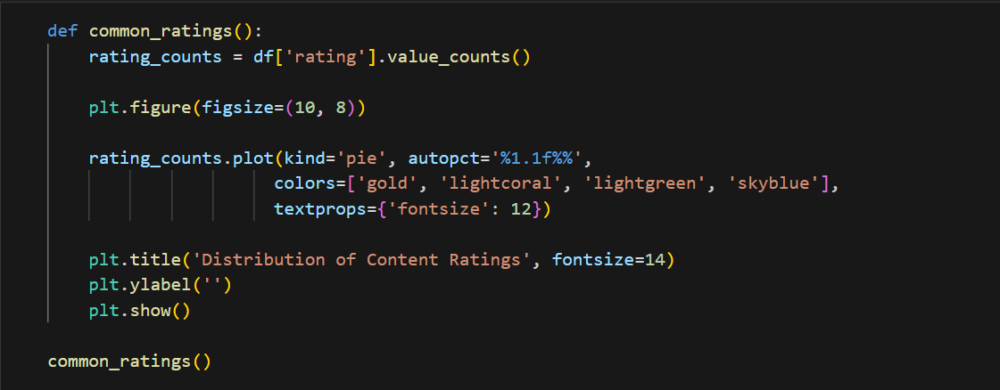 def common_ratings():
    rating_counts = df['rating'].value_counts()
    plt.figure(figsize=(10, 8))
    rating_counts.plot(kind='pie', autopct='%1.1f%%',
                       colors=['gold', 'lightcoral', 'lightgreen', 'skyblue'],
                       textprops={'fontsize': 12})
    plt.title('Distribution of Content Ratings', fontsize=14)
    plt.ylabel('')
    plt.show()
common_ratings()